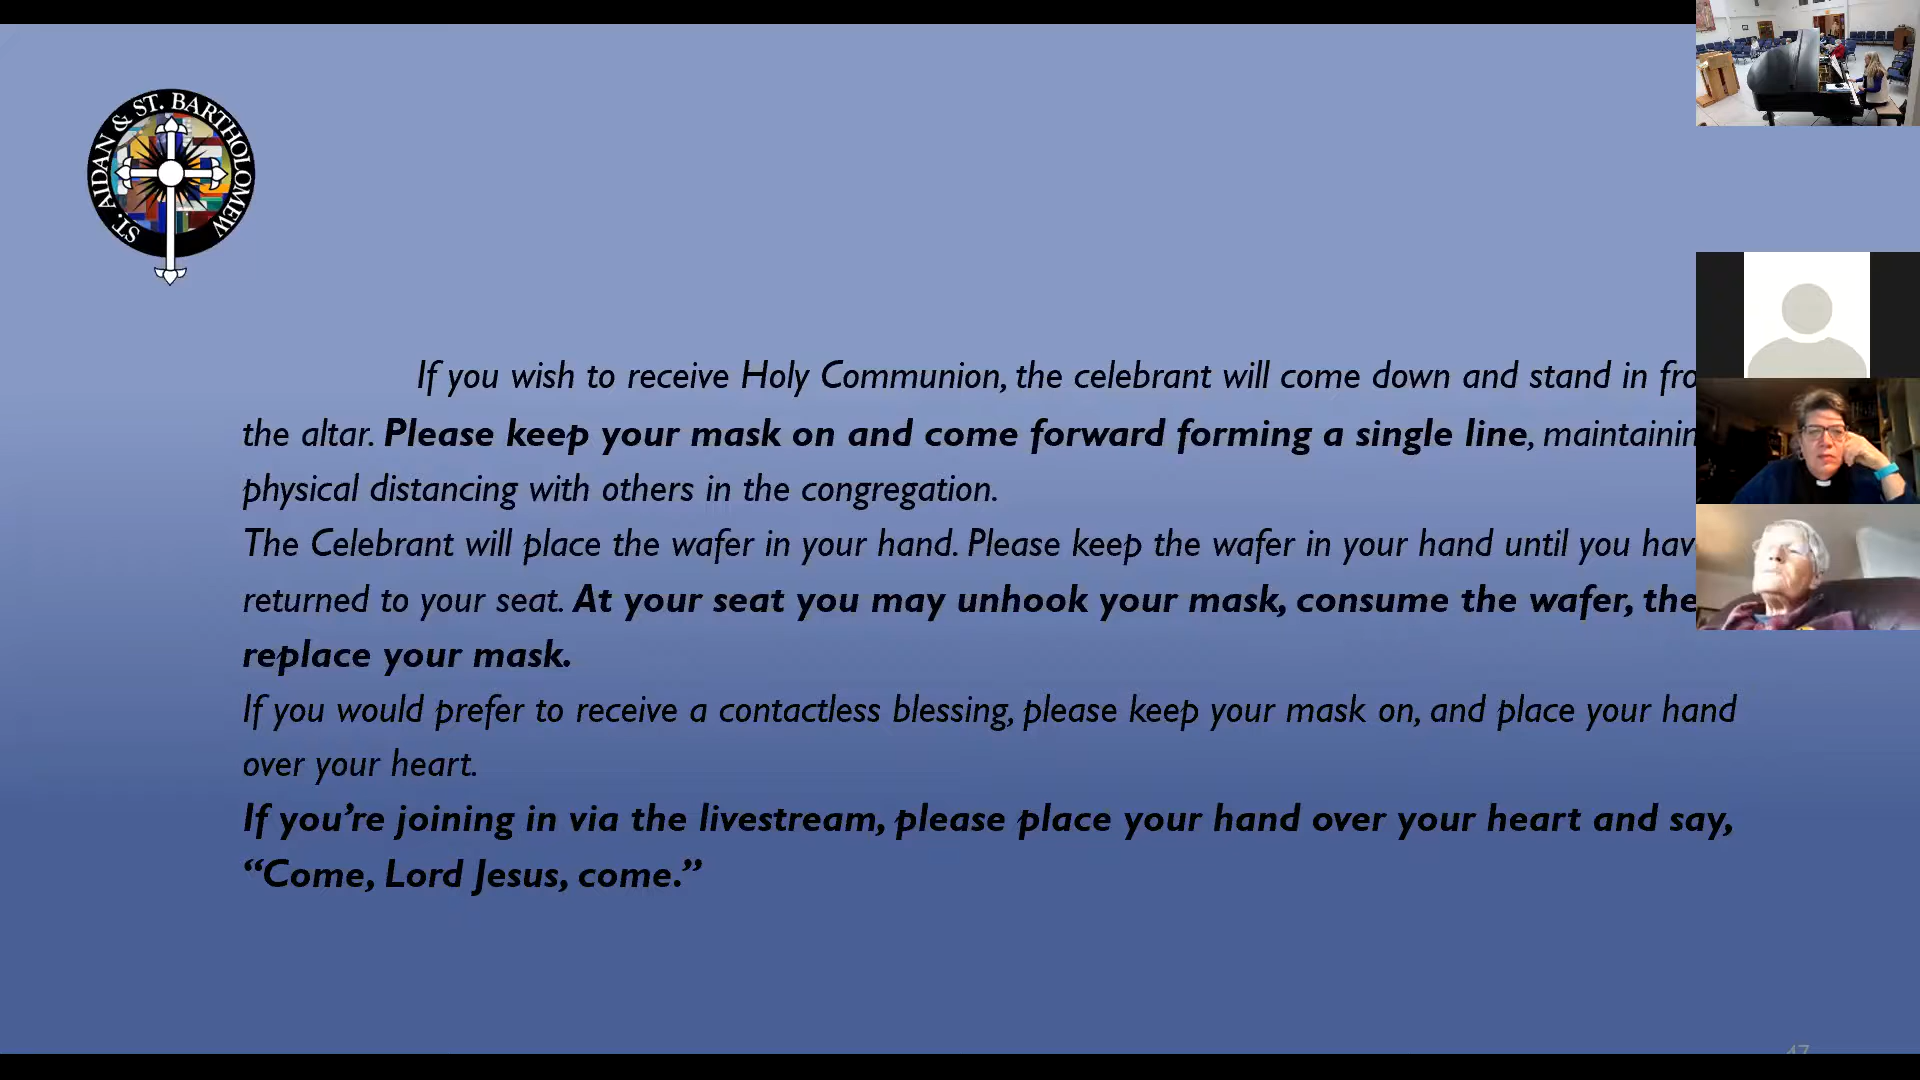 ST. AIDAN & ST. BARTHOLOMEW
If you wish to receive Holy Communion, the celebrant will come down and stand in
the altar. Please keep your mask on and come forward forming a single line,
physical distancing with others in the congregation.
The Celebrant will place the wafer in your hand. Please keep the wafer in your hand until you
returned to your seat. At your seat you may unhook your mask, consume the wafer,
replace your mask.
If you would prefer to receive a contactless blessing, please keep your mask on, and place your hand
over your heart.
If you’re joining in via the livestream, please place your hand over your heart and say,
“Come, Lord Jesus, come.”
47